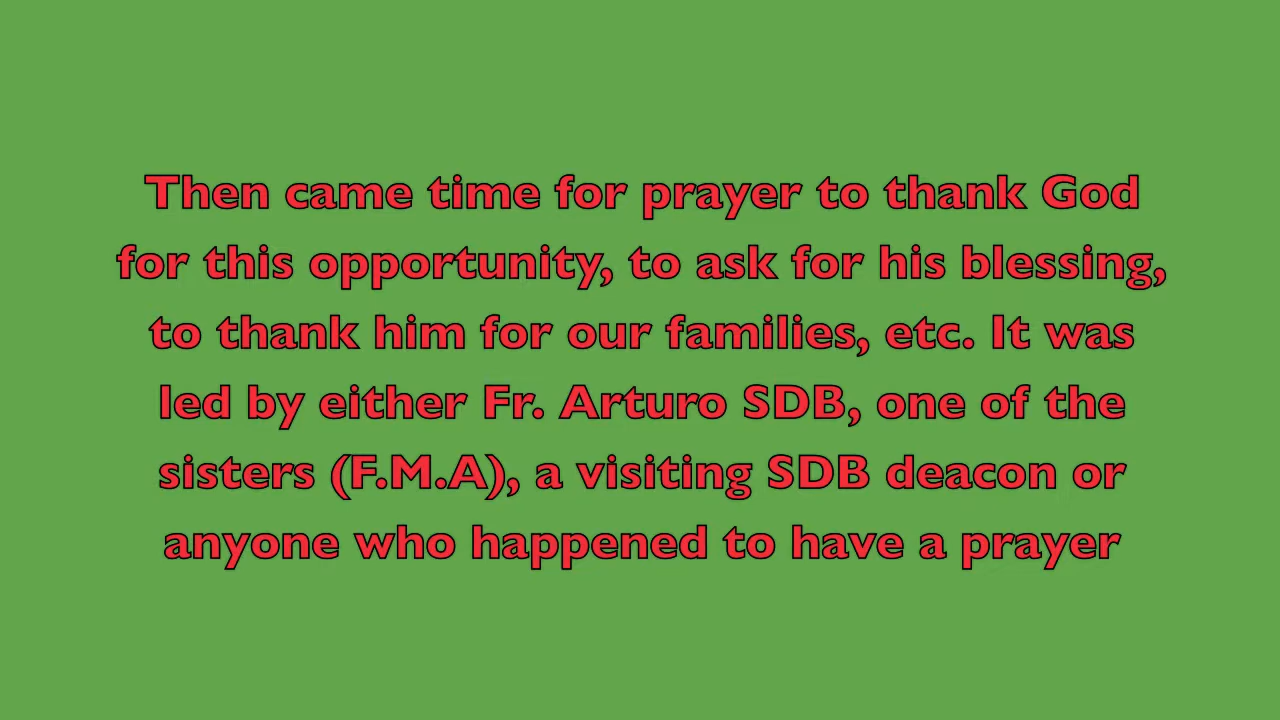 Then came time for prayer to thank God
for this opportunity, to ask for his blessing,
to thank him for our families, etc. It was
led by either Fr. Arturo SDB, one of the
sisters (F.M.A), a visiting SDB deacon or
anyone who happened to have a prayer